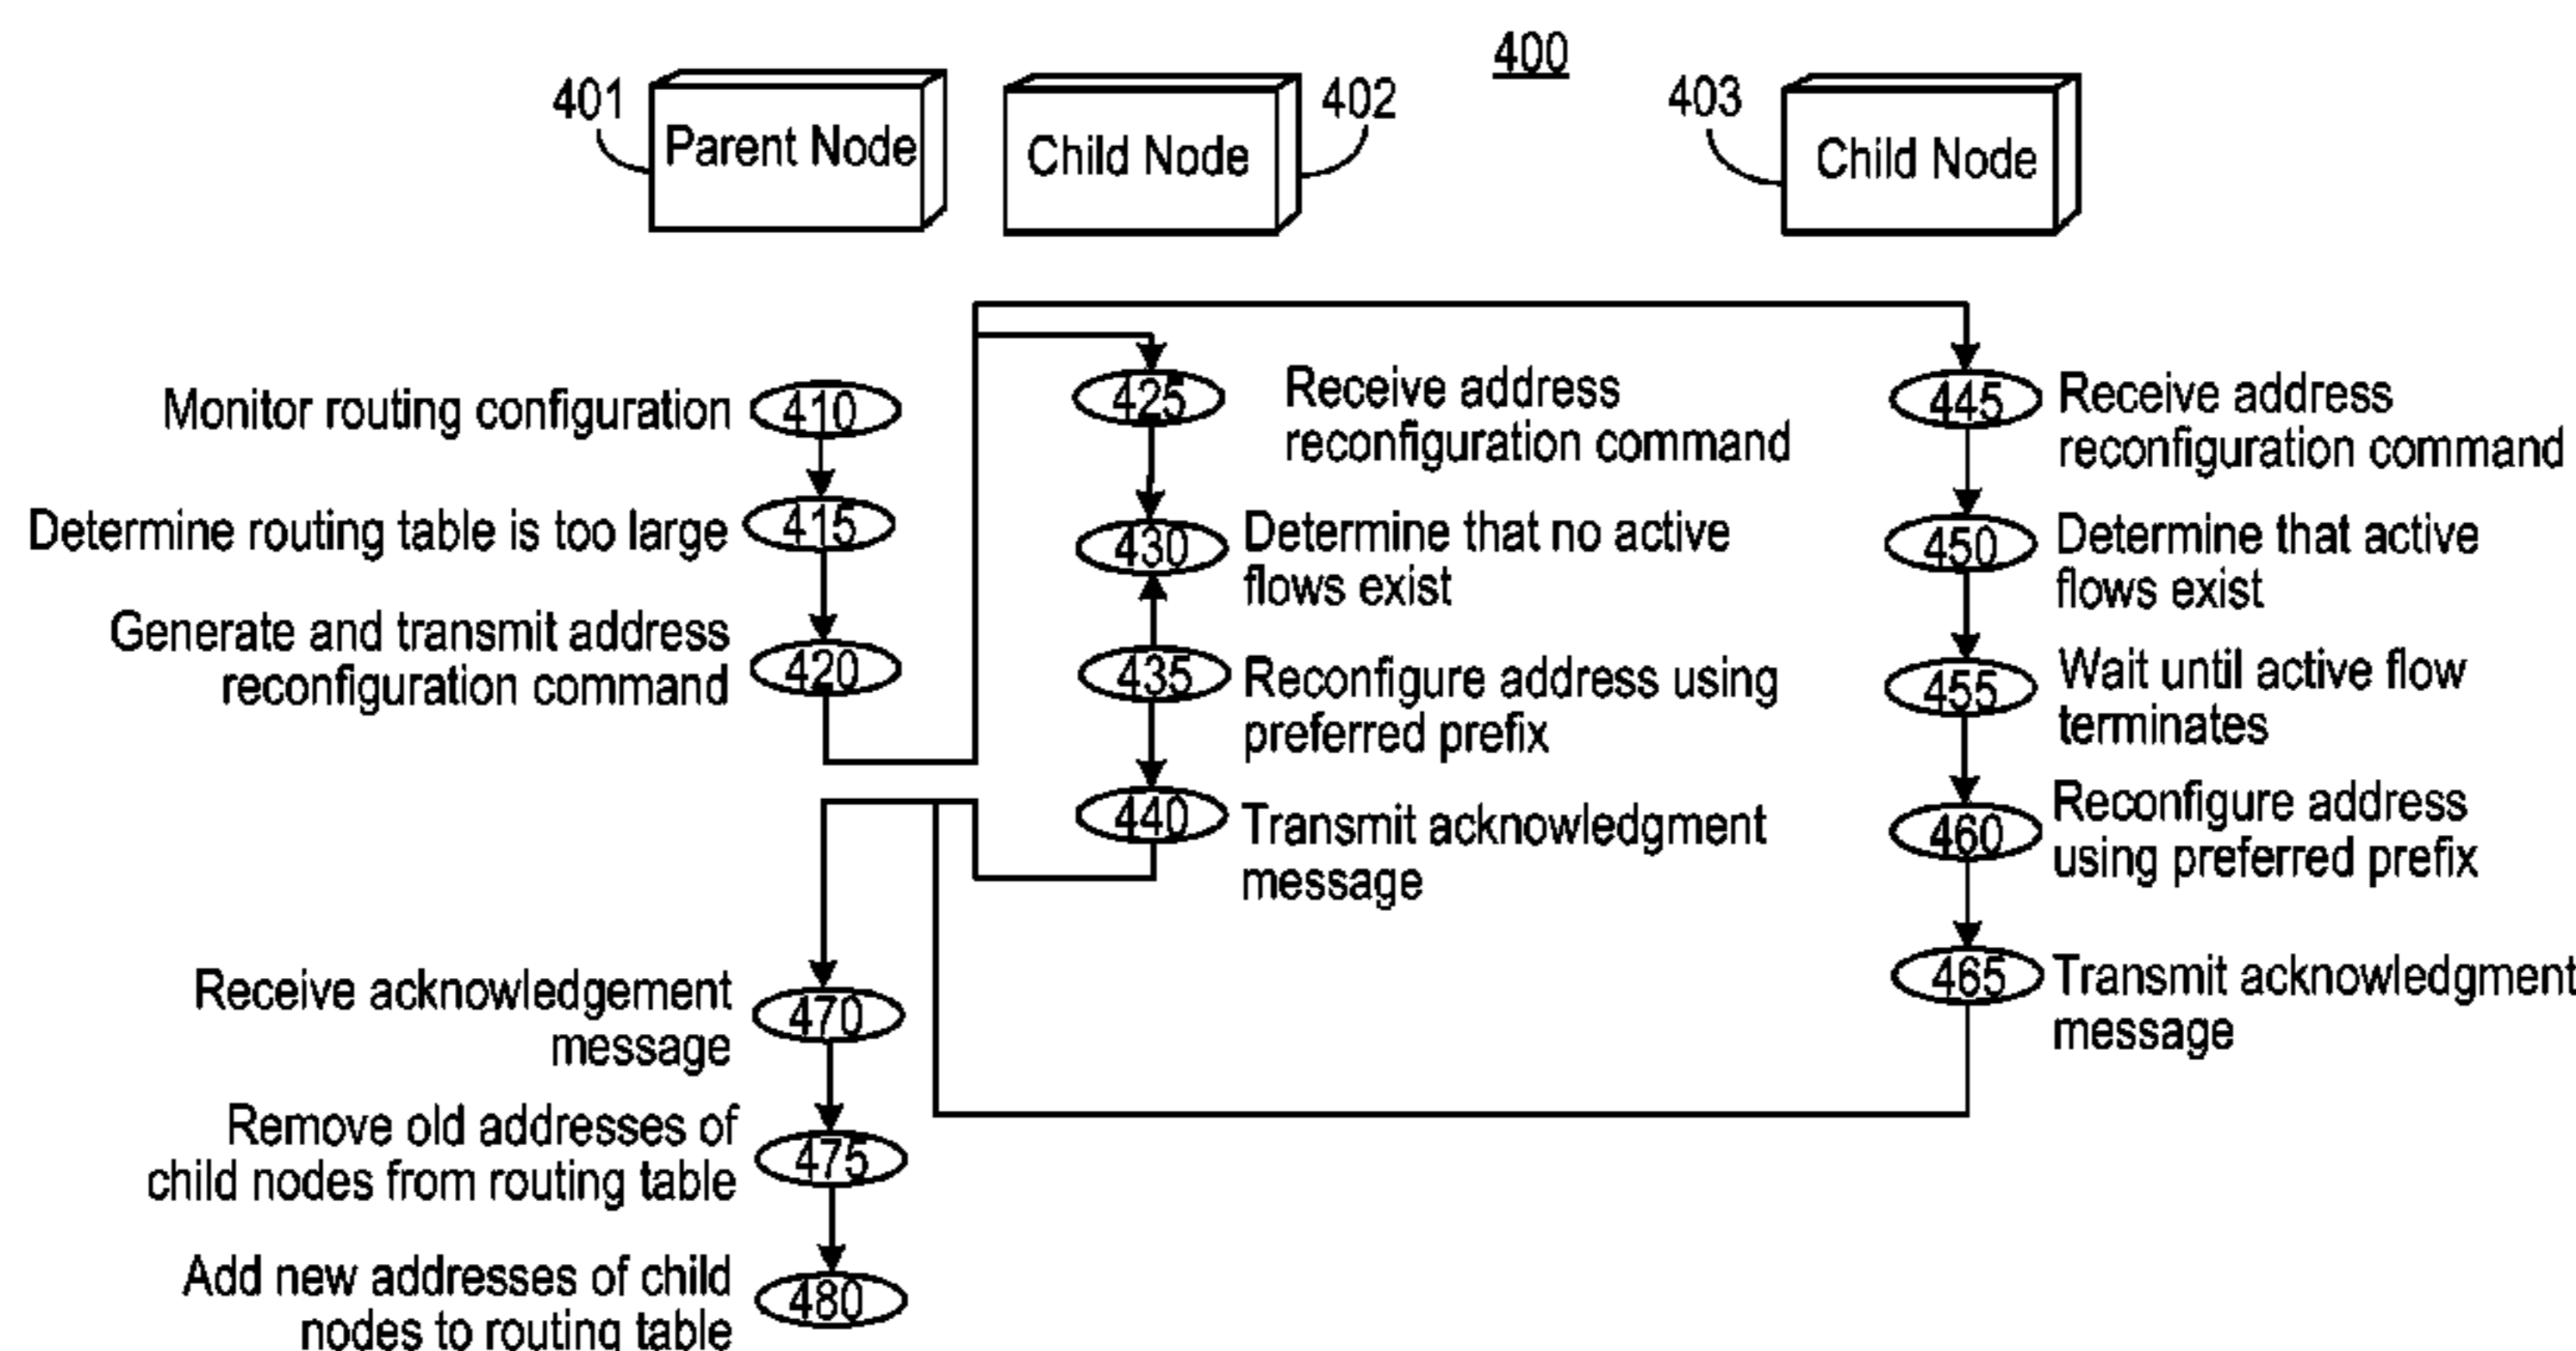 400
401
Parent Node
Child Node
402
403
Child Node
Monitor routing configuration
410
Determine routing table is too large
415
Generate and transmit address
reconfiguration command
420
425
Receive address
reconfiguration command
430
Determine that no active
flows exist
435
Reconfigure address using
preferred prefix
440
Transmit acknowledgment
message
445
Receive address
reconfiguration command
450
Determine that active
flows exist
455
Wait until active flow
terminates
460
Reconfigure address
using preferred prefix
465
Transmit acknowledgment
message
Receive acknowledgement
message
470
Remove old addresses of
child nodes from routing table
475
Add new addresses of child
nodes to routing table
480